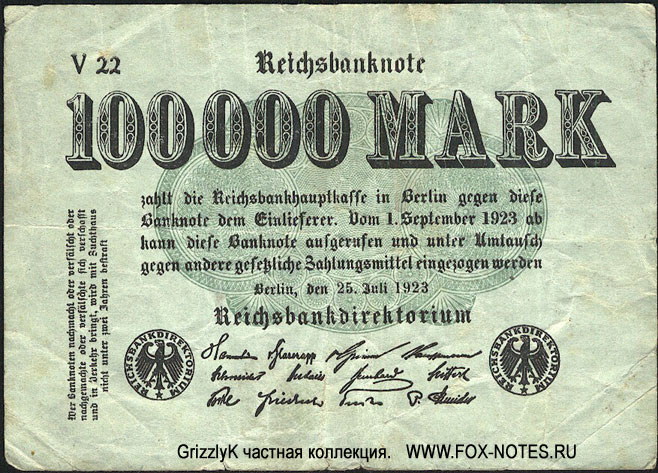 V 22
Reichsbanknote
100000 MARK
zahlt die Reichsbankhauptkasse in Berlin gegen diese
Banknote dem Einlieferer. Vom 1. September 1923 ab
kann diese Banknote aufgerufen und unter Umtausch
gegen andere gesetzliche Zahlungsmittel eingezogen werden
Berlin, den 25. Juli 1923
Reichsbankdirektorium
Wer Banknoten nachmacht oder verfälscht oder
nachgemachte oder verfälschte sich verschafft
und in Verkehr bringt, wird mit Zuchthaus
nicht unter zwei Jahren bestraft
REICHSBANKDIREKTORIUM
REICHSBANKDIREKTORIUM
GrizzlyK частная коллекция. WWW.FOX-NOTES.RU